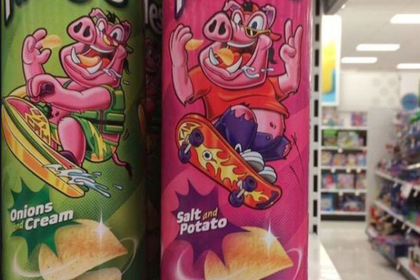 Onions and
Cream
Salt and
Potato